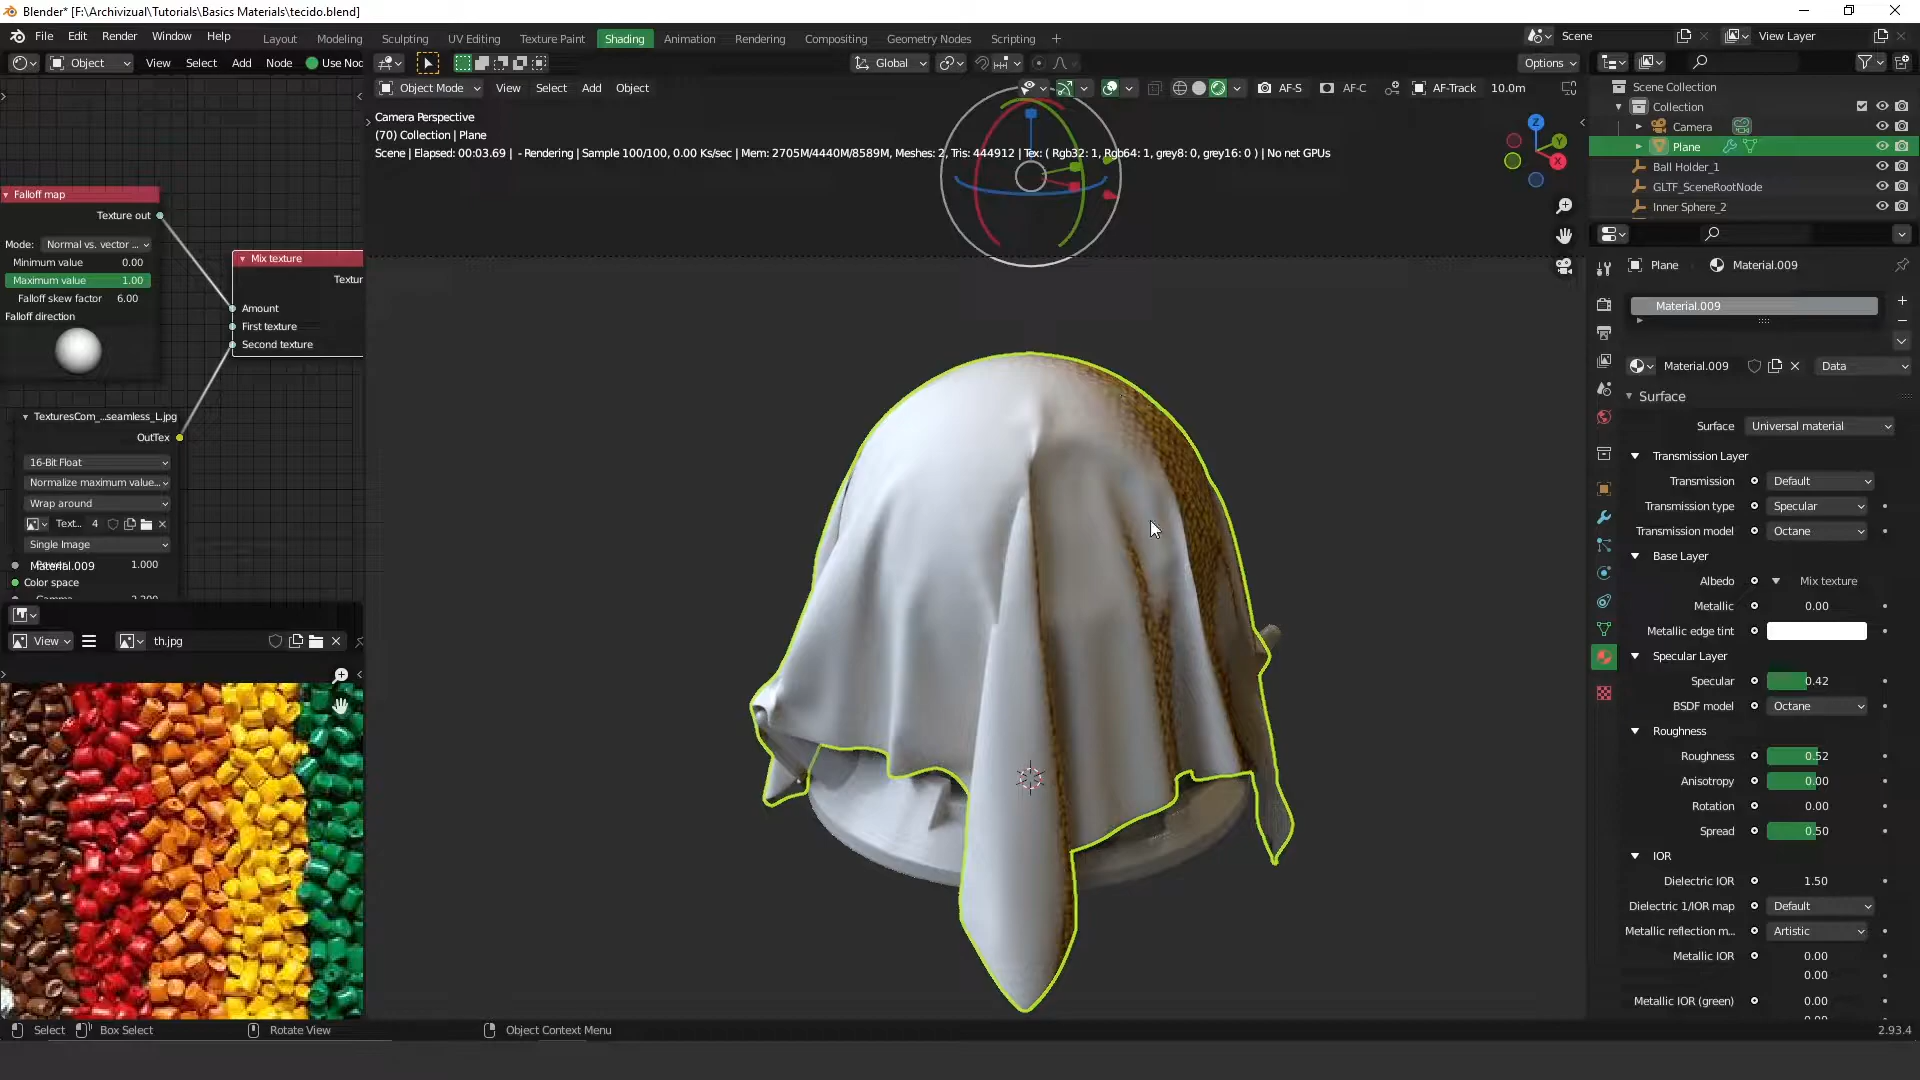 Blender* [F:\Archivizual\Tutorials\Basics Materials\tecido.blend]
File Edit Render Window Help Layout Modeling Sculpting UV Editing Texture Paint Shading Animation Rendering Compositing Geometry Nodes Scripting + Scene View Layer
Object View Select Add Node Use Nod Global Options
Object Mode View Select Add Object AF-S AF-C AF-Track 10.0m
Camera Perspective
(70) Collection | Plane
Scene | Elapsed: 00:03.69 | - Rendering | Sample 100/100, 0.00 Ks/sec | Mem: 2705M/4440M/8589M, Meshes: 2, Tris: 444912 | Tex: ( Rgb32: 1, Rgb64: 1, grey8: 0, grey16: 0 ) | No net GPUs
Z
Y
X
Falloff map
Texture out
Mode: Normal vs. vector ...
Minimum value 0.00
Maximum value 1.00
Falloff skew factor 6.00
Falloff direction
Mix texture
Textur
Amount
First texture
Second texture
TexturesCom_...seamless_L.jpg
OutTex
16-Bit Float
Normalize maximum value...
Wrap around
Text... 4
Single Image
Material.009 1.000
Color space
View th.jpg
Scene Collection
Collection
Camera
Plane
Ball Holder_1
GLTF_SceneRootNode
Inner Sphere_2
Plane Material.009
Material.009
Material.009 Data
Surface
Surface Universal material
Transmission Layer
Transmission Default
Transmission type Specular
Transmission model Octane
Base Layer
Albedo Mix texture
Metallic 0.00
Metallic edge tint
Specular Layer
Specular 0.42
BSDF model Octane
Roughness
Roughness 0.52
Anisotropy 0.00
Rotation 0.00
Spread 0.50
IOR
Dielectric IOR 1.50
Dielectric 1/IOR map Default
Metallic reflection m... Artistic
Metallic IOR 0.00
0.00
Metallic IOR (green) 0.00
Select Box Select Rotate View Object Context Menu 2.93.4